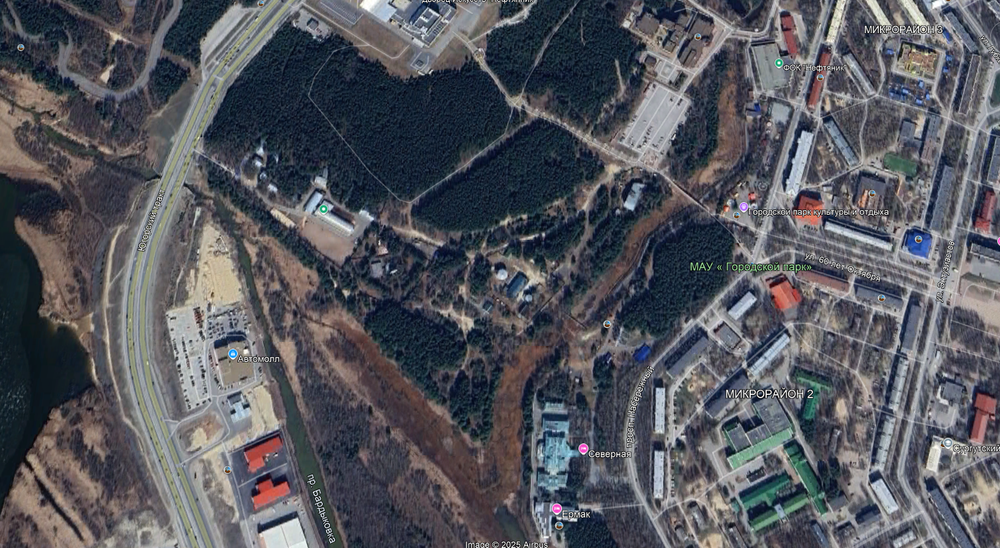 Дворец Искусств "Нефтяник"
МИКРОРАЙОН 3
ФОК "Нефтяник"
Югорский тракт
Городской парк культуры и отдыха
ул. 60 лет Октября
МАУ « Городской парк»
ул. Энтузиастов
Автомолл
просп. Набережный
МИКРОРАЙОН 2
Северная
Сургутский
пр. Бардыковка
Ермак
Image © 2025 Airbus